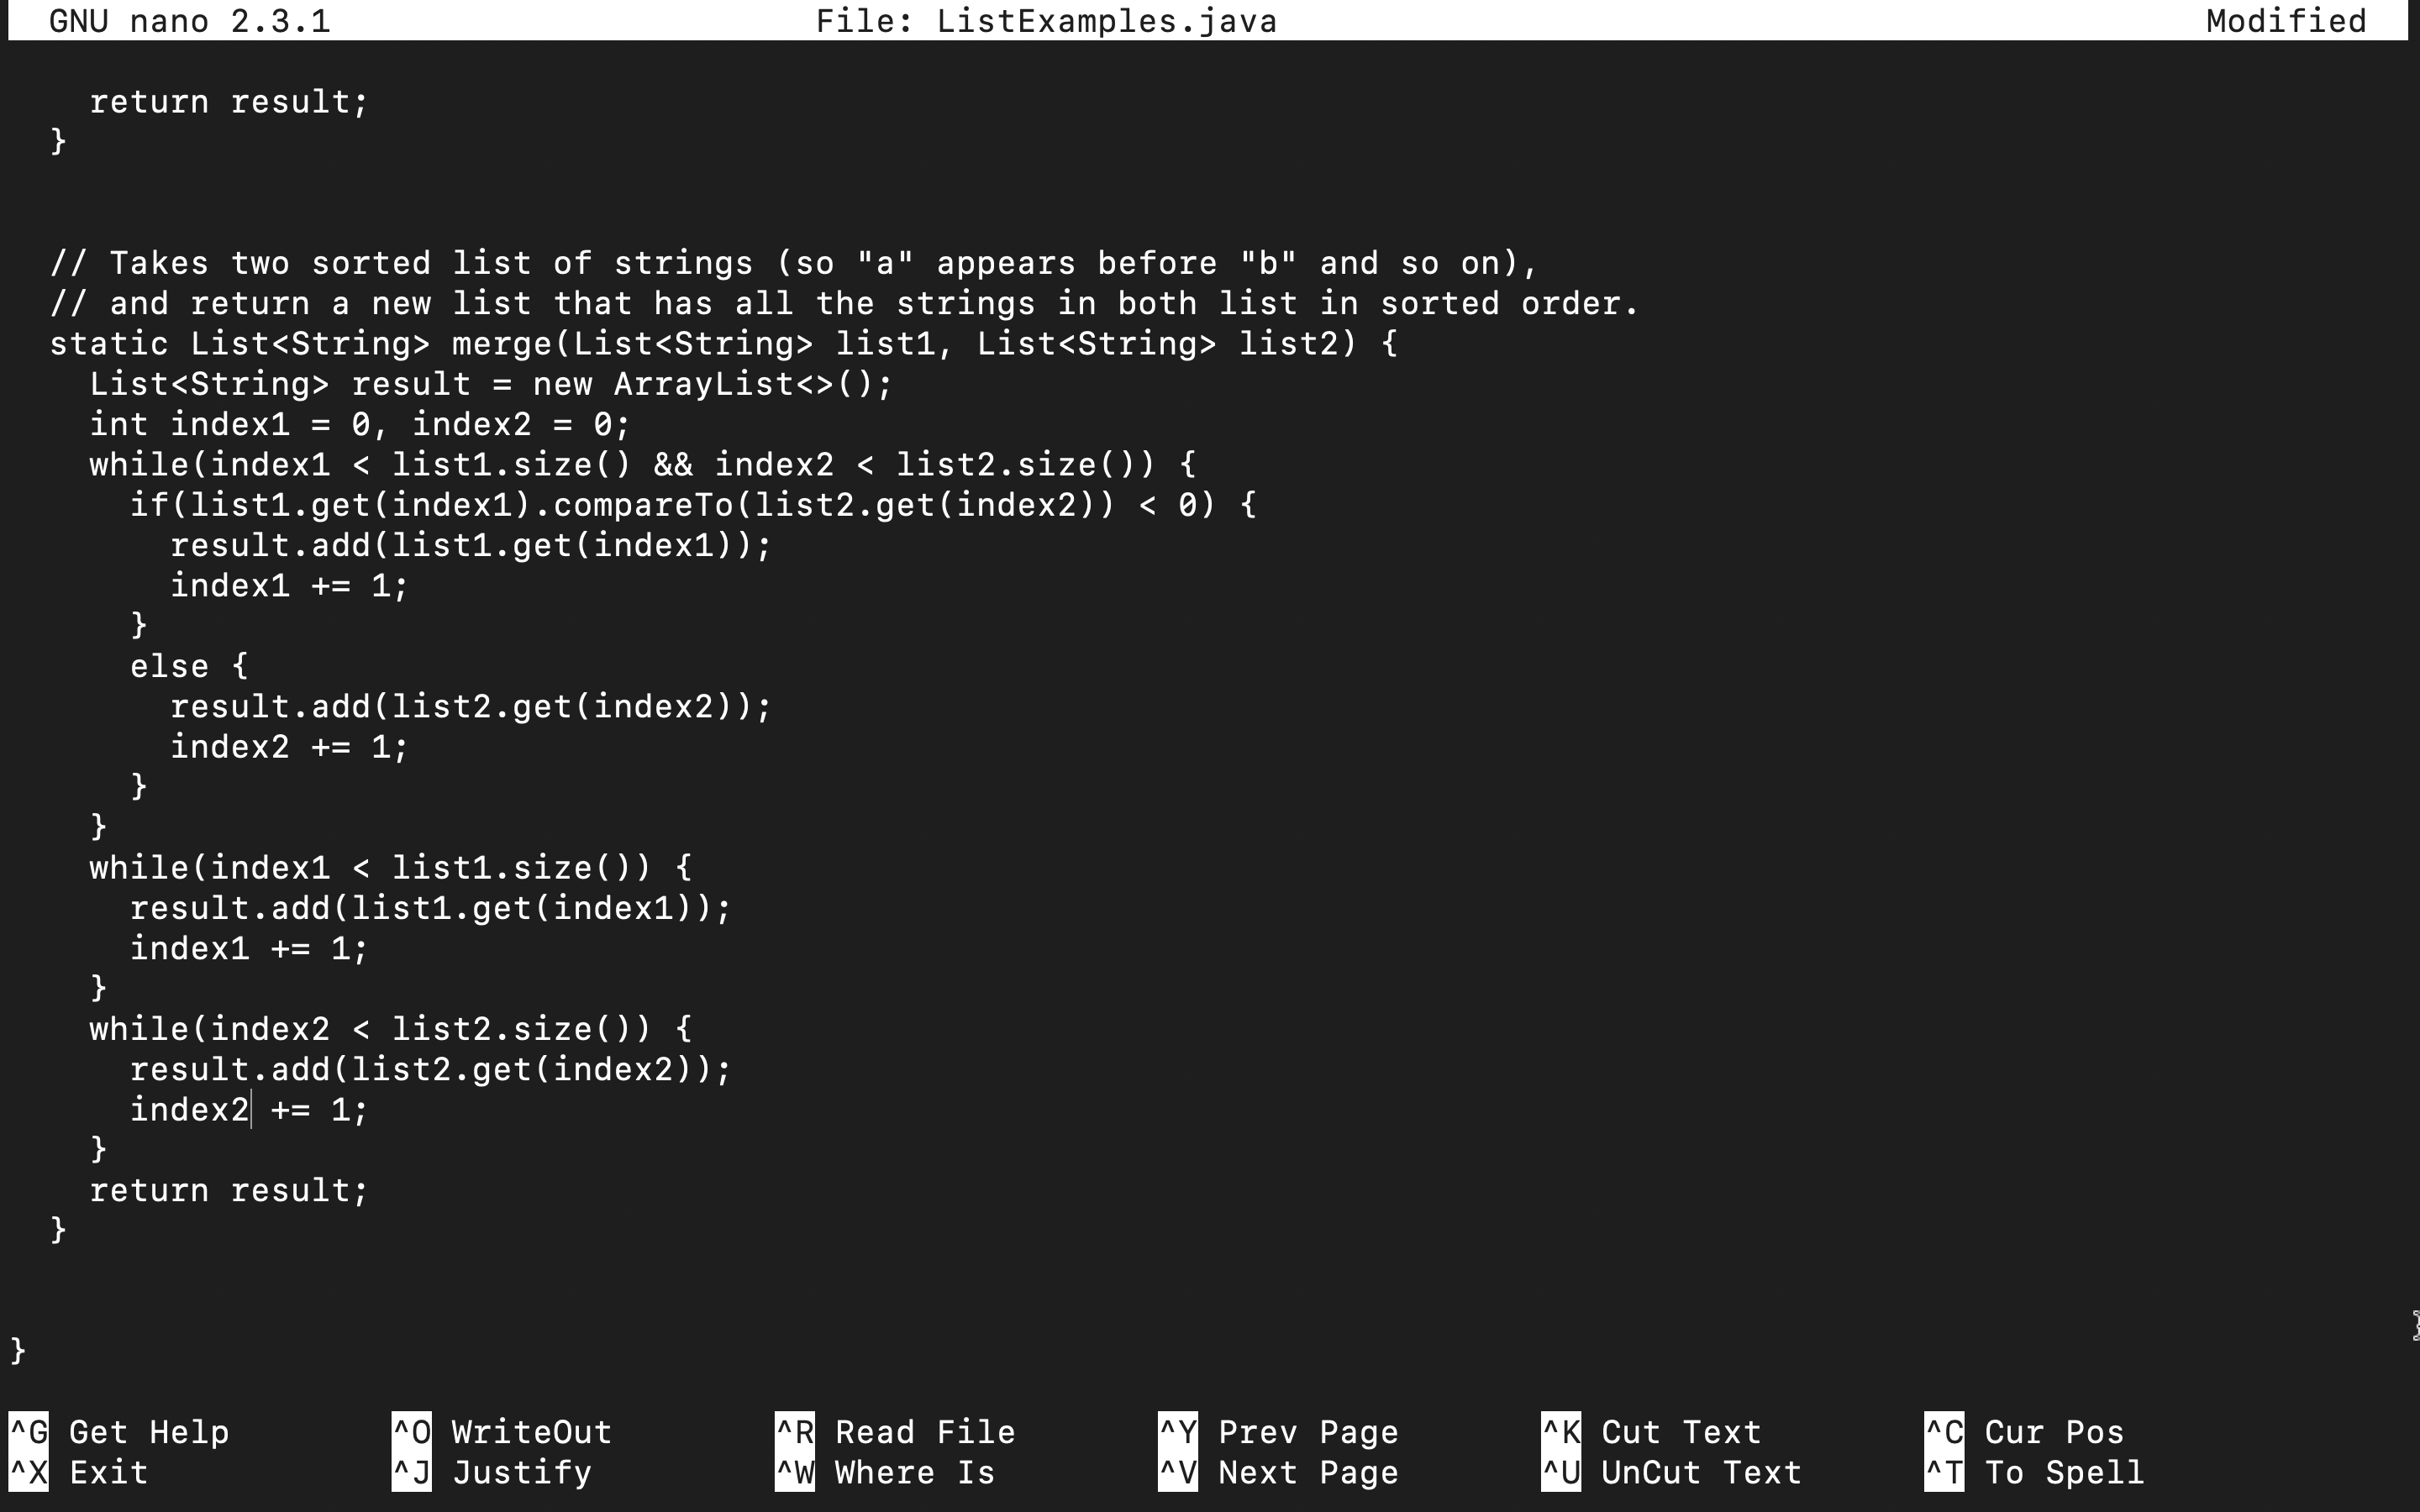 GNU nano 2.3.1 File: ListExamples.java Modified
    return result;
  }
  // Takes two sorted list of strings (so "a" appears before "b" and so on),
  // and return a new list that has all the strings in both list in sorted order.
  static List<String> merge(List<String> list1, List<String> list2) {
    List<String> result = new ArrayList<>();
    int index1 = 0, index2 = 0;
    while(index1 < list1.size() && index2 < list2.size()) {
      if(list1.get(index1).compareTo(list2.get(index2)) < 0) {
        result.add(list1.get(index1));
        index1 += 1;
      }
      else {
        result.add(list2.get(index2));
        index2 += 1;
      }
    }
    while(index1 < list1.size()) {
      result.add(list1.get(index1));
      index1 += 1;
    }
    while(index2 < list2.size()) {
      result.add(list2.get(index2));
      index2 += 1;
    }
    return result;
  }
}
^G Get Help ^O WriteOut ^R Read File ^Y Prev Page ^K Cut Text ^C Cur Pos
^X Exit ^J Justify ^W Where Is ^V Next Page ^U UnCut Text ^T To Spell